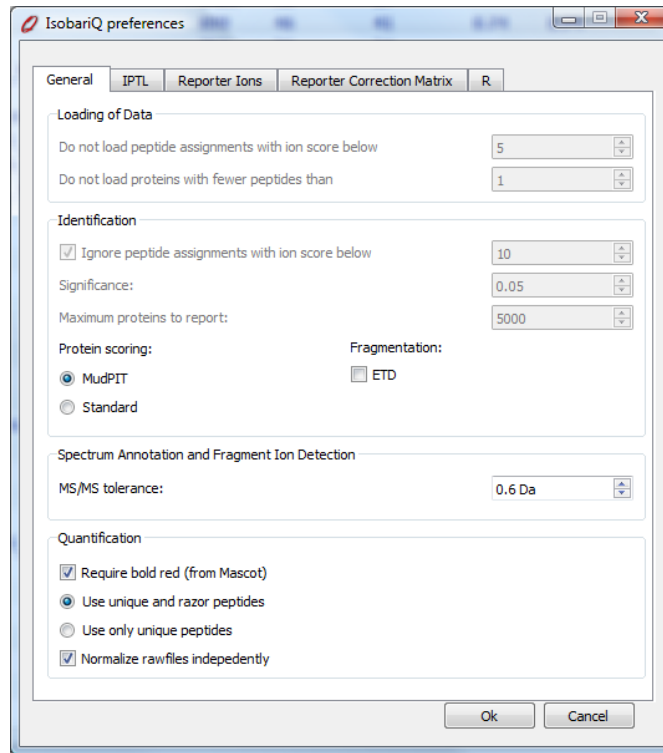 IsobariQ preferences
General IPTL Reporter Ions Reporter Correction Matrix R
Loading of Data
Do not load peptide assignments with ion score below 5
Do not load proteins with fewer peptides than 1
Identification
Ignore peptide assignments with ion score below 10
Significance: 0.05
Maximum proteins to report: 5000
Protein scoring: Fragmentation:
MudPIT ETD
Standard
Spectrum Annotation and Fragment Ion Detection
MS/MS tolerance: 0.6 Da
Quantification
Require bold red (from Mascot)
Use unique and razor peptides
Use only unique peptides
Normalize rawfiles indepedently
Ok Cancel